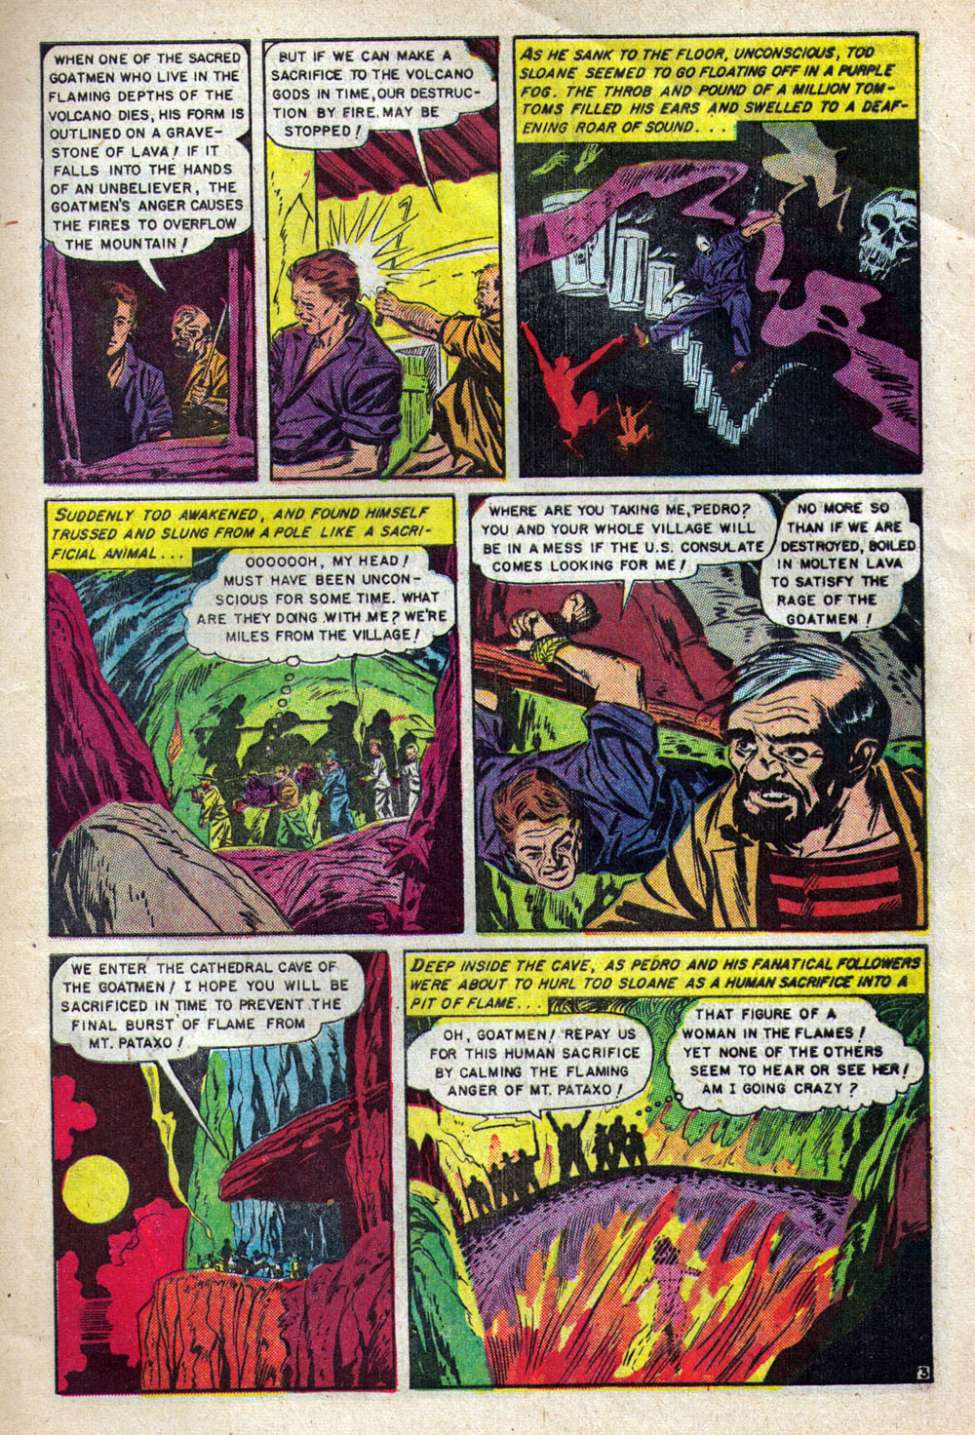 WHEN ONE OF THE SACRED
GOATMEN WHO LIVE IN THE
FLAMING DEPTHS OF THE
VOLCANO DIES, HIS FORM IS
OUTLINED ON A GRAVE-
STONE OF LAVA! IF IT
FALLS INTO THE HANDS
OF AN UNBELIEVER, THE
GOATMEN'S ANGER CAUSES
THE FIRES TO OVERFLOW
THE MOUNTAIN!
BUT IF WE CAN MAKE A
SACRIFICE TO THE VOLCANO
GODS IN TIME, OUR DESTRUC-
TION BY FIRE MAY BE
STOPPED!
AS HE SANK TO THE FLOOR, UNCONSCIOUS, TOD
SLOANE SEEMED TO GO FLOATING OFF IN A PURPLE
FOG. THE THROB AND POUND OF A MILLION TOM-
TOMS FILLED HIS EARS AND SWELLED TO A DEAF-
ENING ROAR OF SOUND...
SUDDENLY TOD AWAKENED, AND FOUND HIMSELF
TRUSSED AND SLUNG FROM A POLE LIKE A SACRI-
FICIAL ANIMAL...
OOOOOOH, MY HEAD!
MUST HAVE BEEN UNCON-
SCIOUS FOR SOME TIME. WHAT
ARE THEY DOING WITH ME? WE'RE
MILES FROM THE VILLAGE!
WHERE ARE YOU TAKING ME, PEDRO?
YOU AND YOUR WHOLE VILLAGE WILL
BE IN A MESS IF THE U.S. CONSULATE
COMES LOOKING FOR ME!
NO MORE SO
THAN IF WE ARE
DESTROYED, BOILED
IN MOLTEN LAVA
TO SATISFY THE
RAGE OF THE
GOATMEN!
WE ENTER THE CATHEDRAL CAVE OF
THE GOATMEN! I HOPE YOU WILL BE
SACRIFICED IN TIME TO PREVENT THE
FINAL BURST OF FLAME FROM
MT. PATAXO!
DEEP INSIDE THE CAVE, AS PEDRO AND HIS FANATICAL FOLLOWERS
WERE ABOUT TO HURL TOD SLOANE AS A HUMAN SACRIFICE INTO A
PIT OF FLAME...
OH, GOATMEN! REPAY US
FOR THIS HUMAN SACRIFICE
BY CALMING THE FLAMING
ANGER OF MT. PATAXO!
THAT FIGURE OF A
WOMAN IN THE FLAMES!
YET NONE OF THE OTHERS
SEEM TO HEAR OR SEE HER!
AM I GOING CRAZY?
3